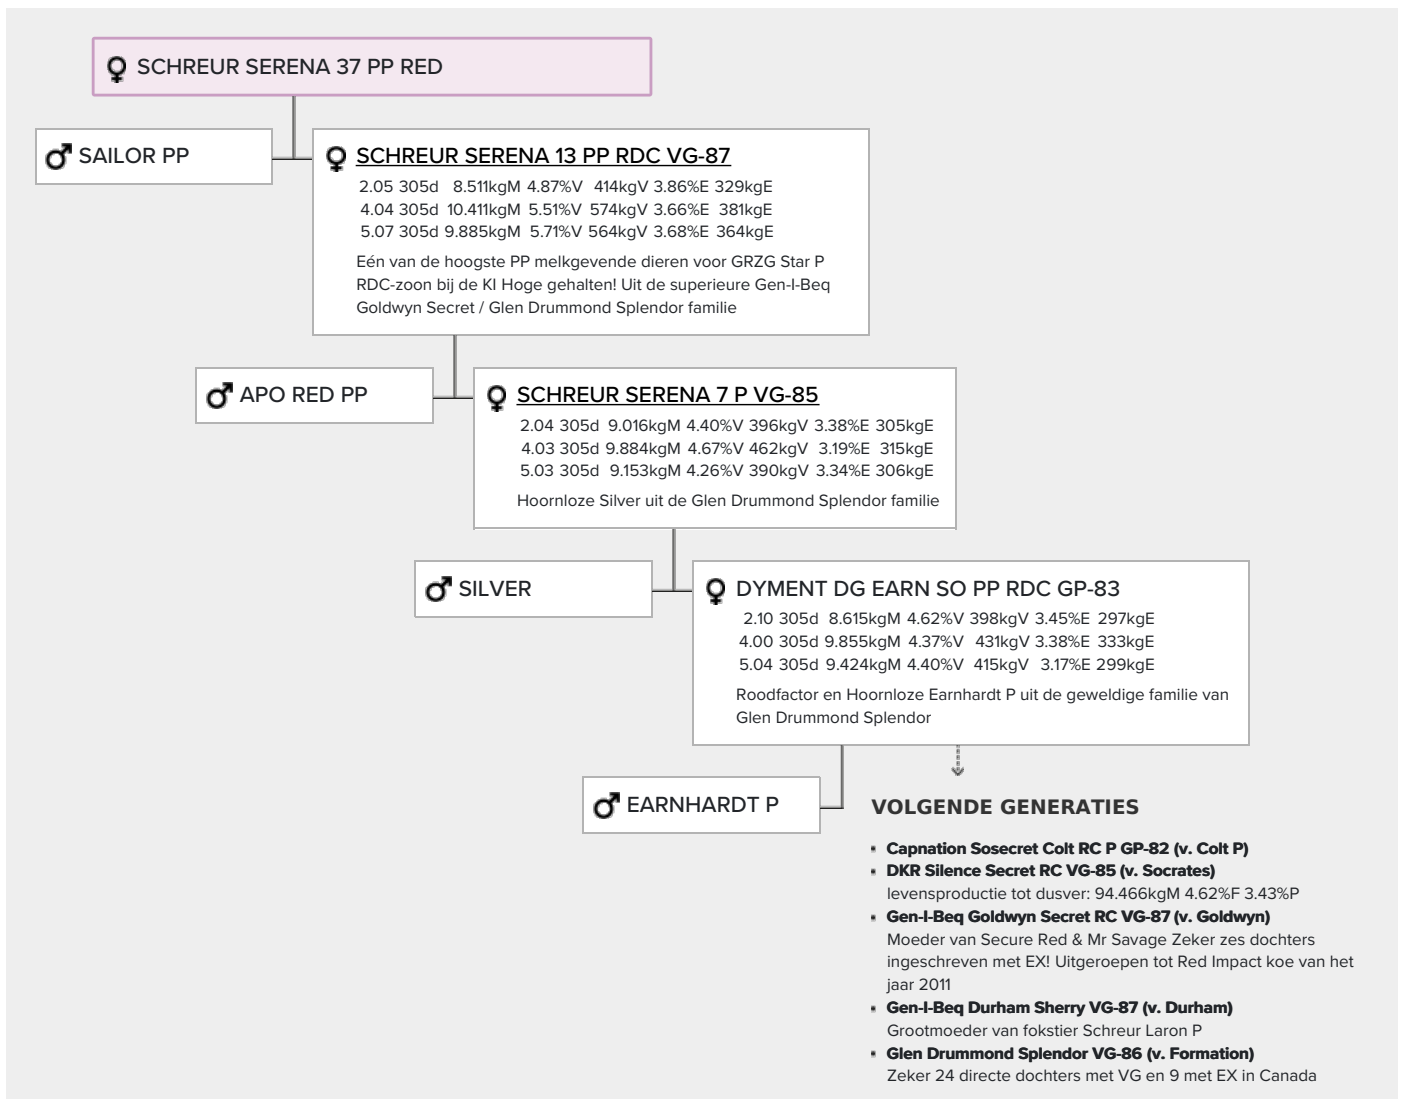 SCHREUR SERENA 37 PP RED
SAILOR PP
SCHREUR SERENA 13 PP RDC VG-87
2.05 305d 8.511kgM 4.87%V 414kgV 3.86%E 329kgE
4.04 305d 10.411kgM 5.51%V 574kgV 3.66%E 381kgE
5.07 305d 9.885kgM 5.71%V 564kgV 3.68%E 364kgE
Eén van de hoogste PP melkgevende dieren voor GRZG Star P
RDC-zoon bij de KI Hoge gehalten! Uit de superieure Gen-I-Beq
Goldwyn Secret / Glen Drummond Splendor familie
APO RED PP
SCHREUR SERENA 7 P VG-85
2.04 305d 9.016kgM 4.40%V 396kgV 3.38%E 305kgE
4.03 305d 9.884kgM 4.67%V 462kgV 3.19%E 315kgE
5.03 305d 9.153kgM 4.26%V 390kgV 3.34%E 306kgE
Hoornloze Silver uit de Glen Drummond Splendor familie
SILVER
DYMENT DG EARN SO PP RDC GP-83
2.10 305d 8.615kgM 4.62%V 398kgV 3.45%E 297kgE
4.00 305d 9.855kgM 4.37%V 431kgV 3.38%E 333kgE
5.04 305d 9.424kgM 4.40%V 415kgV 3.17%E 299kgE
Roodfactor en Hoornloze Earnhardt P uit de geweldige familie van
Glen Drummond Splendor
EARNHARDT P
VOLGENDE GENERATIES
Capnation Sosecret Colt RC P GP-82 (v. Colt P)
DKR Silence Secret RC VG-85 (v. Socrates)
levensproductie tot dusver: 94.466kgM 4.62%F 3.43%P
Gen-I-Beq Goldwyn Secret RC VG-87 (v. Goldwyn)
Moeder van Secure Red & Mr Savage Zeker zes dochters
ingeschreven met EX! Uitgeroepen tot Red Impact koe van het
jaar 2011
Gen-I-Beq Durham Sherry VG-87 (v. Durham)
Grootmoeder van fokstier Schreur Laron P
Glen Drummond Splendor VG-86 (v. Formation)
Zeker 24 directe dochters met VG en 9 met EX in Canada